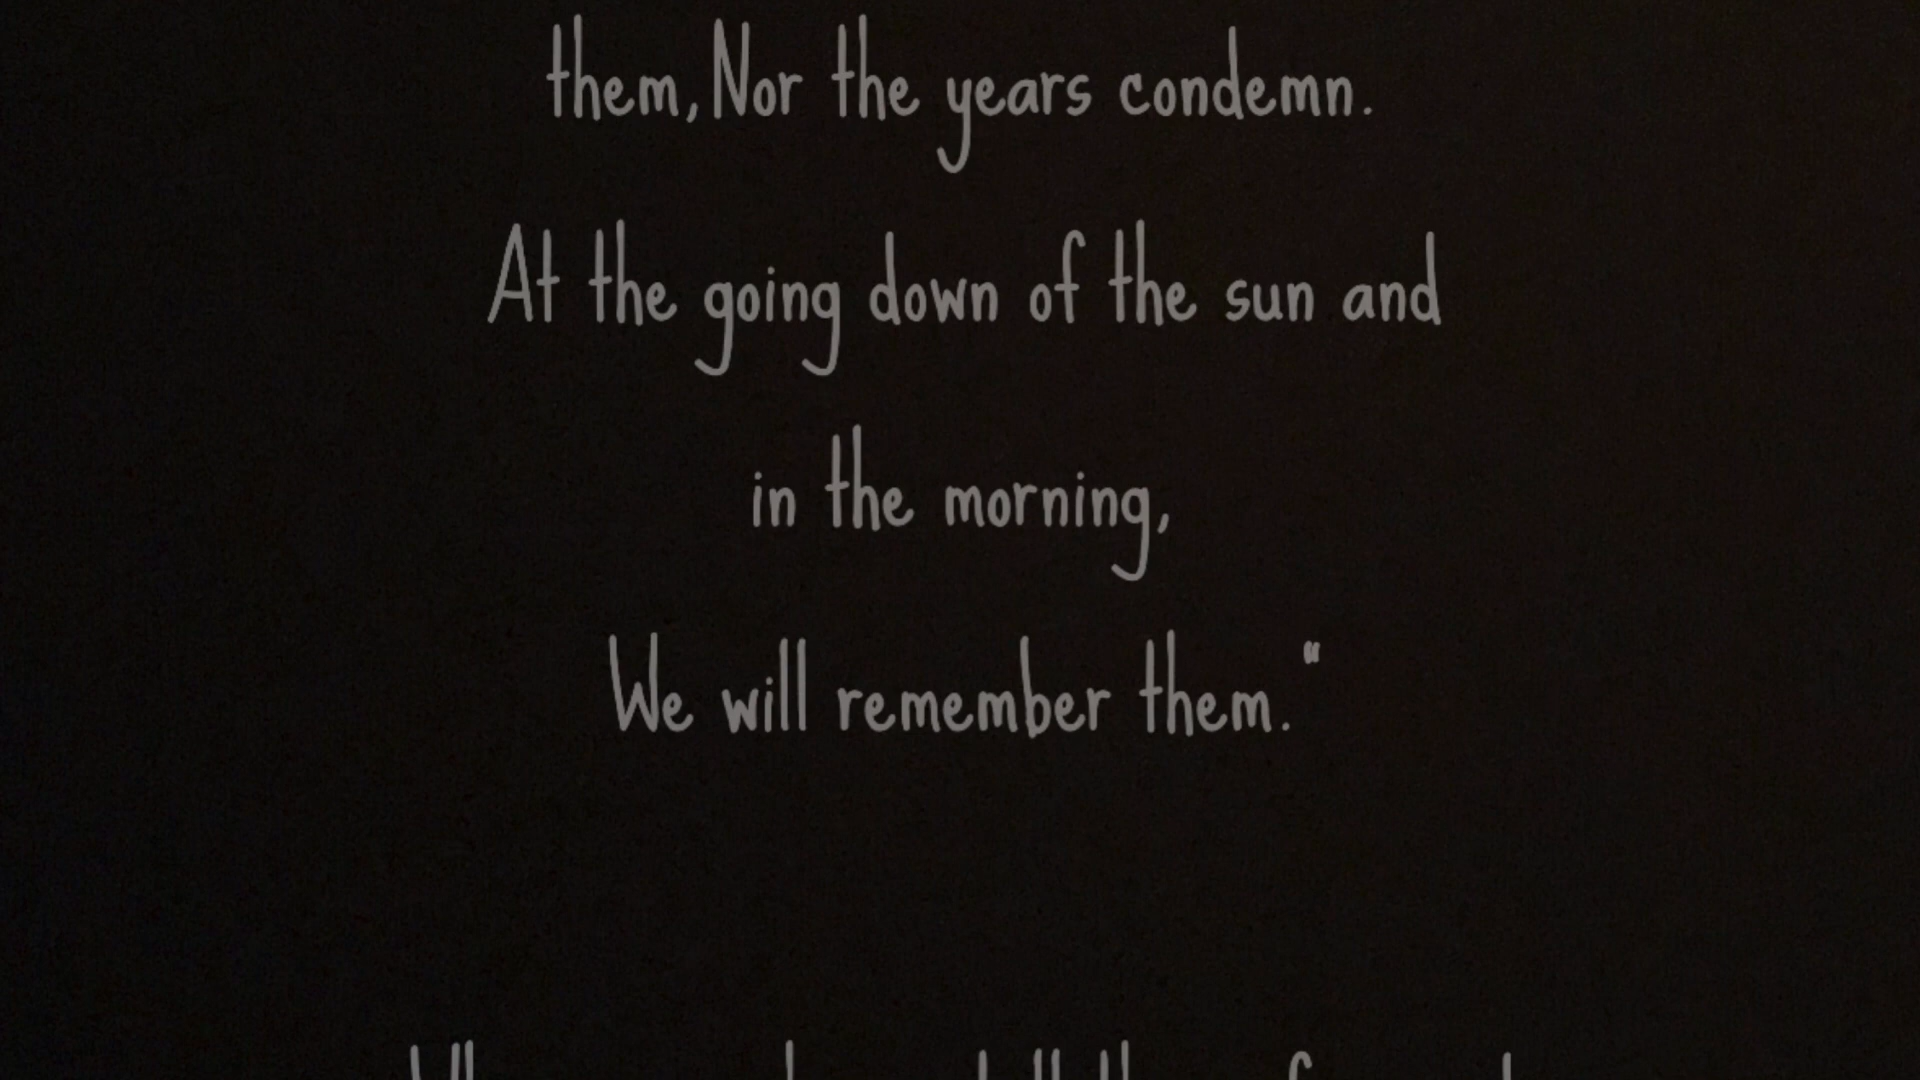 them, Nor the years condemn.
At the going down of the sun and
in the morning,
We will remember them."